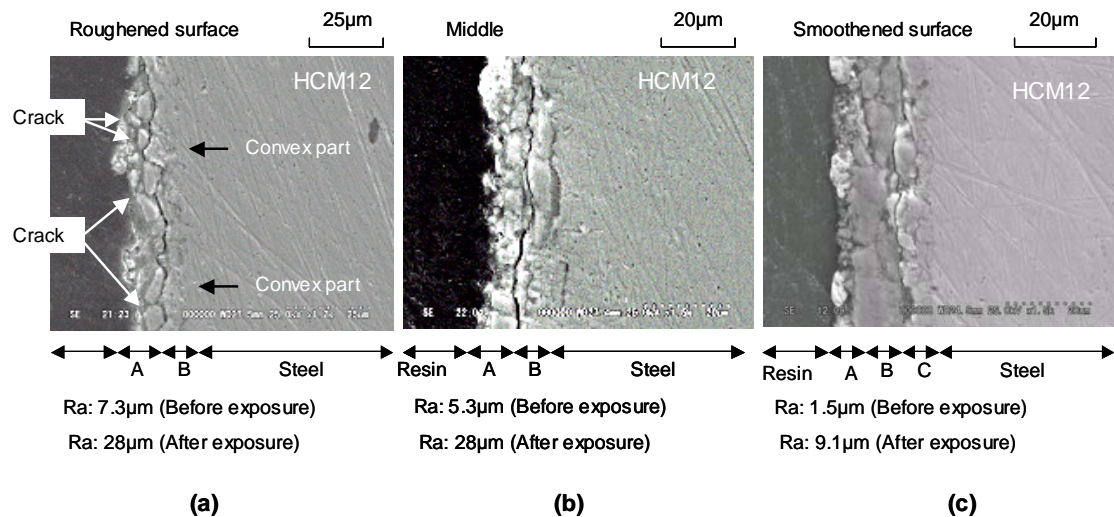 Roughened surface
25µm
Middle
20µm
Smoothened surface
20µm
HCM12
HCM12
HCM12
Crack
Convex part
Crack
Convex part
A B Steel
Resin A B Steel
Resin A B C Steel
Ra: 7.3µm (Before exposure)
Ra: 28µm (After exposure)
Ra: 5.3µm (Before exposure)
Ra: 28µm (After exposure)
Ra: 1.5µm (Before exposure)
Ra: 9.1µm (After exposure)
(a)
(b)
(c)